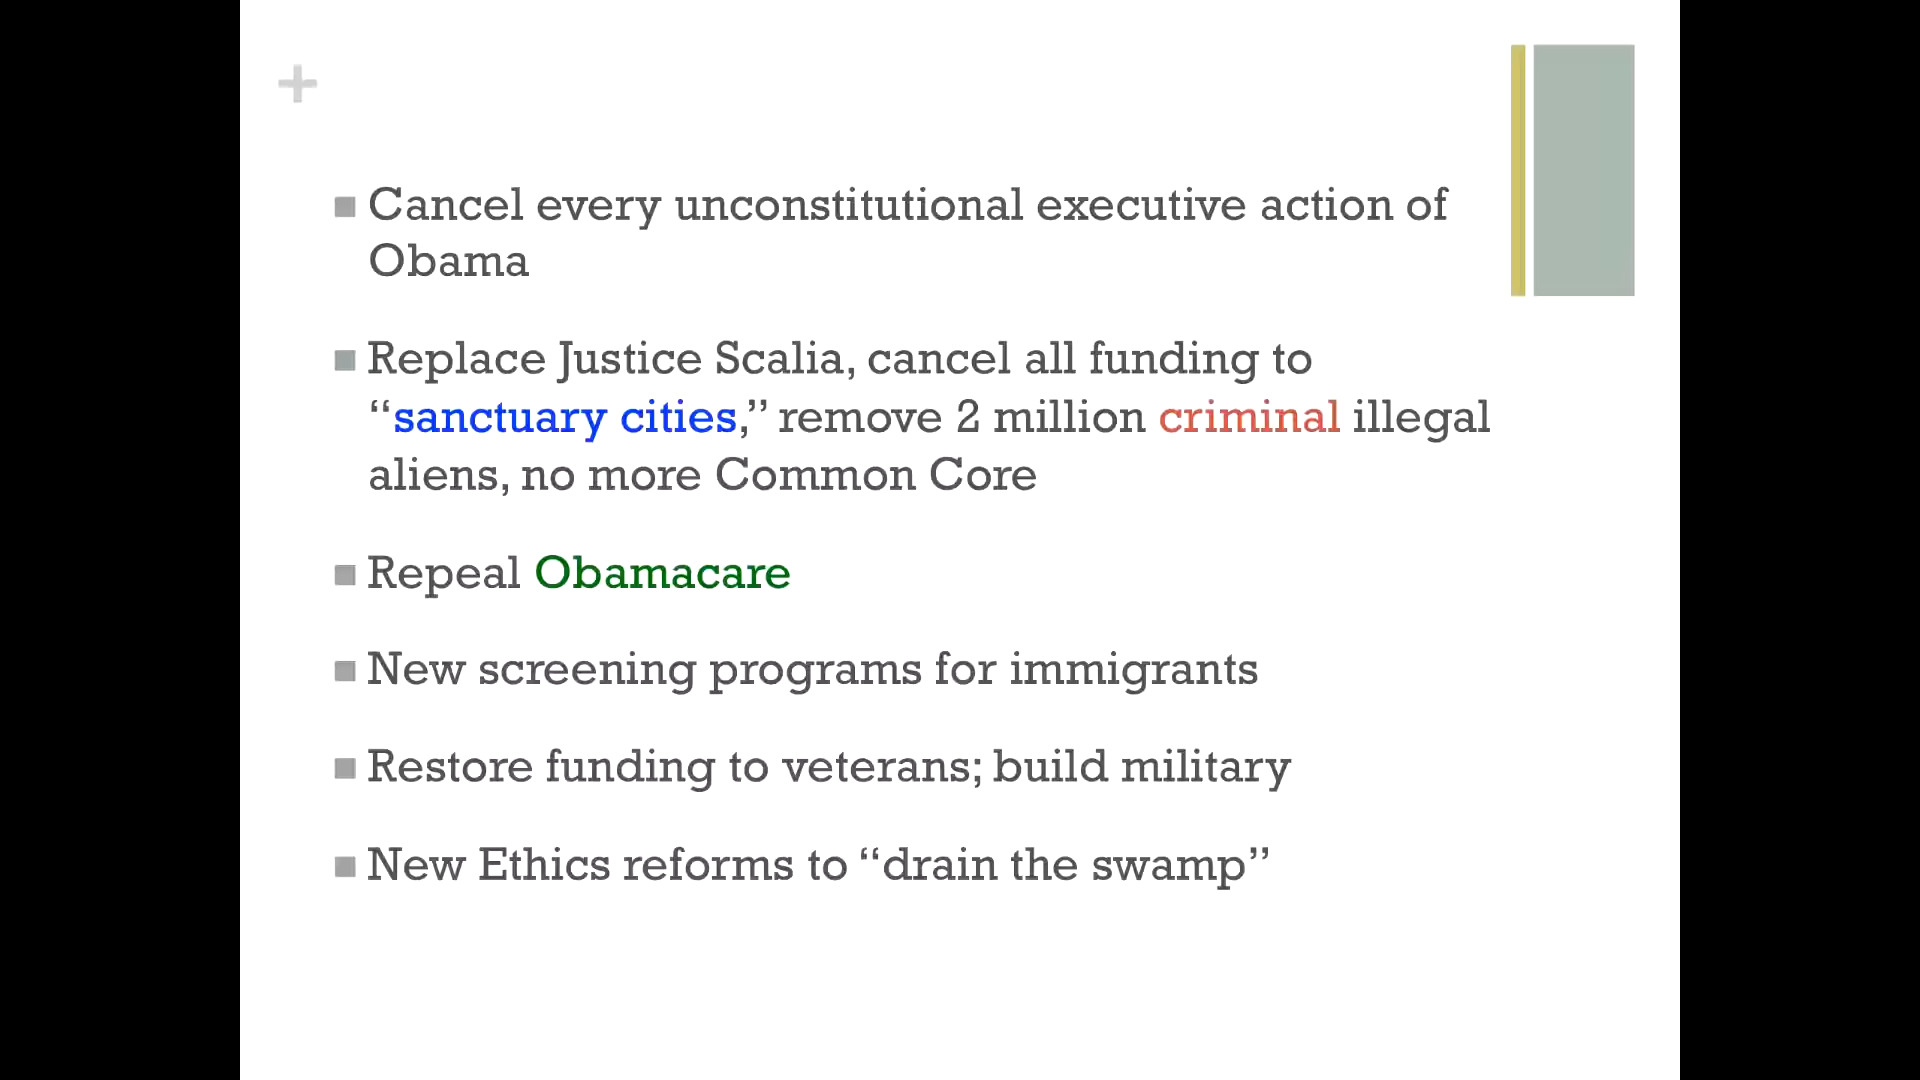 +
Cancel every unconstitutional executive action of
Obama
Replace Justice Scalia, cancel all funding to
“sanctuary cities,” remove 2 million criminal illegal
aliens, no more Common Core
Repeal Obamacare
New screening programs for immigrants
Restore funding to veterans; build military
New Ethics reforms to “drain the swamp”